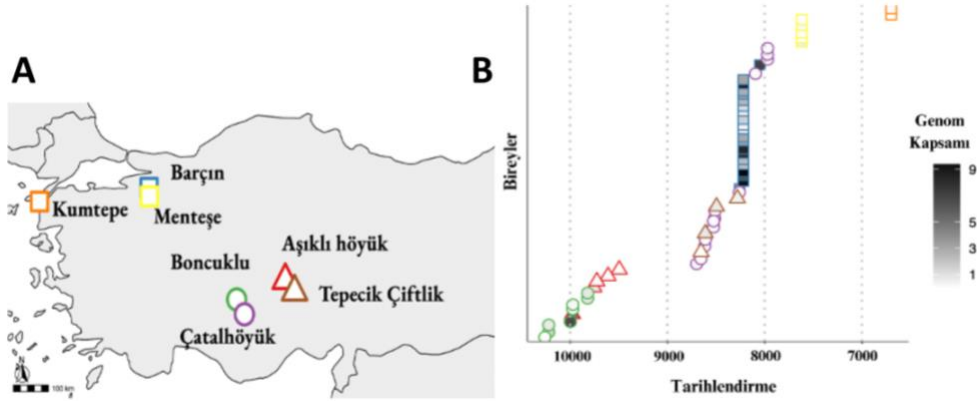 A
Barçın
Kumtepe
Menteşe
Aşıklı höyük
Boncuklu
Tepecik Çiftlik
Çatalhöyük
N
100 km
B
Bireyler
10000 9000 8000 7000
Tarihlendirme
Genom
Kapsamı
9
5
3
1